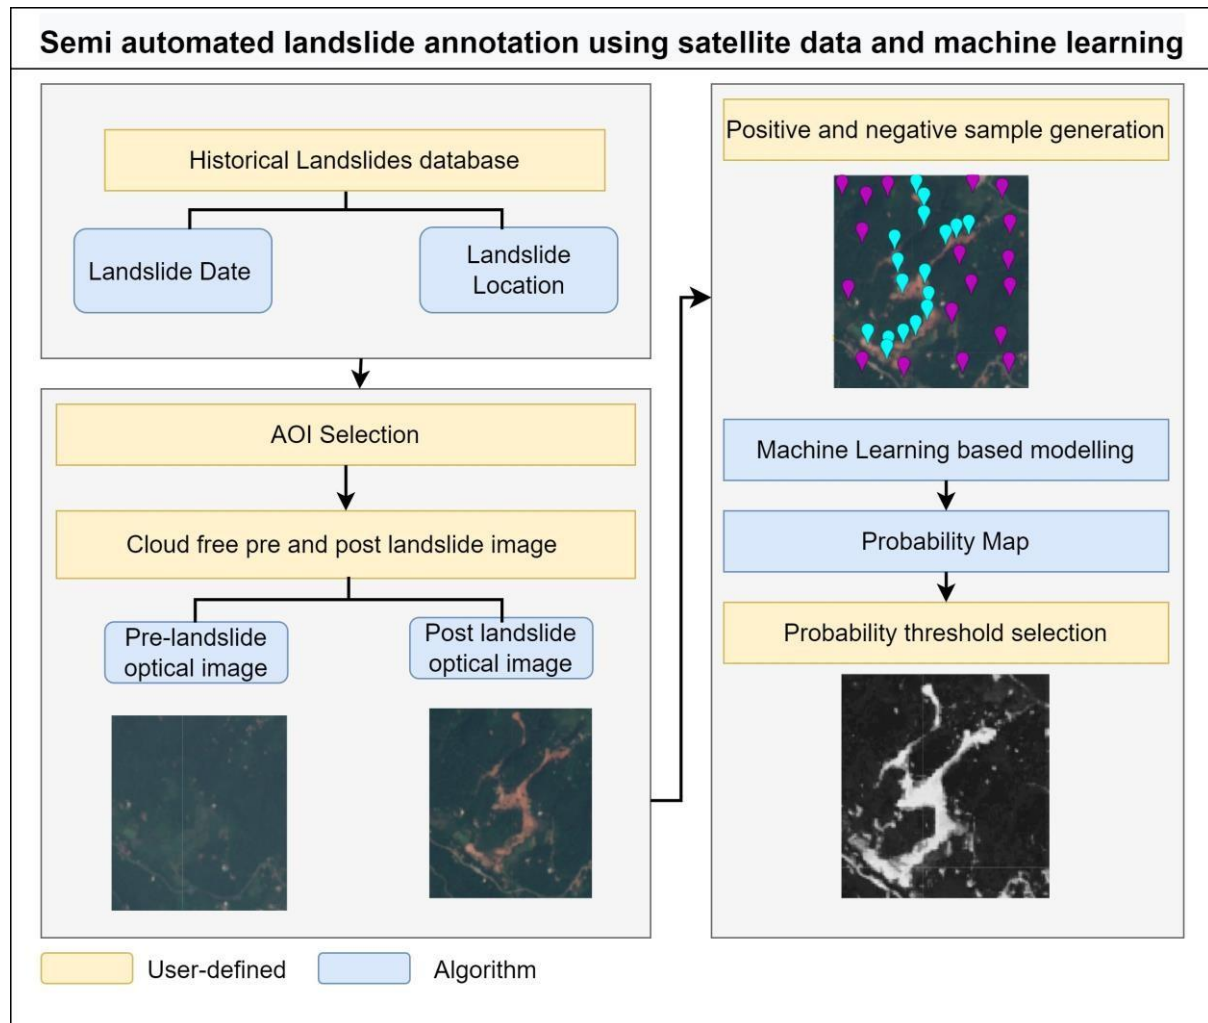 Semi automated landslide annotation using satellite data and machine learning
Historical Landslides database
Landslide Date
Landslide
Location
AOI Selection
Cloud free pre and post landslide image
Pre-landslide
optical image
Post landslide
optical image
Positive and negative sample generation
Machine Learning based modelling
Probability Map
Probability threshold selection
User-defined
Algorithm